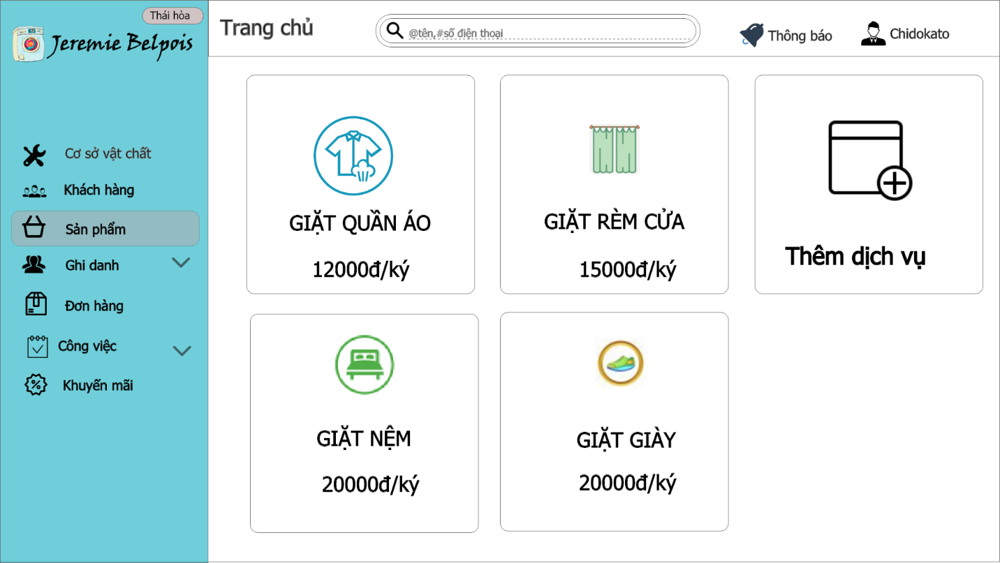 Thái hòa
Jeremie Belpois
Trang chủ
@tên,#số điện thoại
Thông báo
Chidokato
Cơ sở vật chất
Khách hàng
Sản phẩm
Ghi danh
Đơn hàng
Công việc
Khuyến mãi
GIẶT QUẦN ÁO
12000đ/ký
GIẶT RÈM CỬA
15000đ/ký
Thêm dịch vụ
GIẶT NỆM
20000đ/ký
GIẶT GIÀY
20000đ/ký